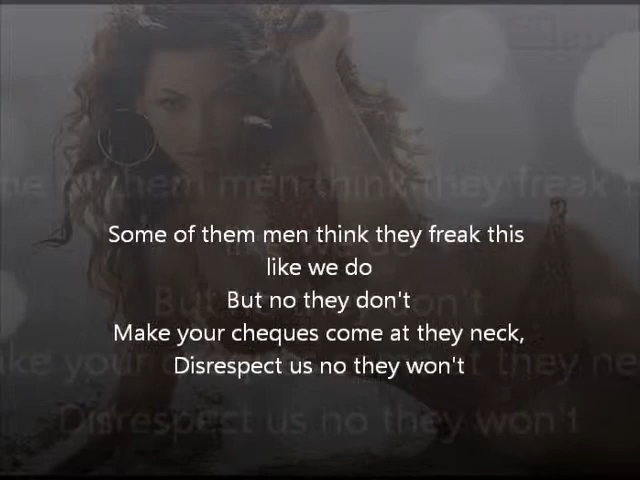 Some of them men think they freak this
like we do
But no they don't
Make your cheques come at they neck,
Disrespect us no they won't